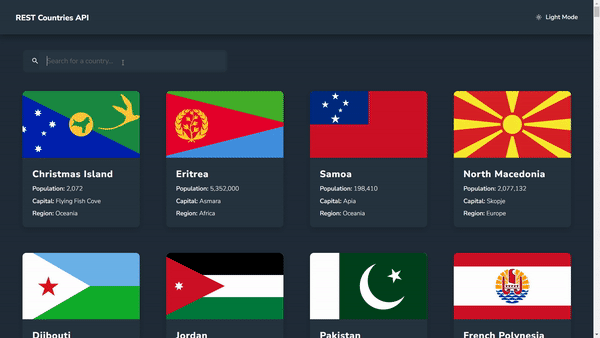 REST Countries API
Light Mode
Search for a country...
Christmas Island
Population: 2,072
Capital: Flying Fish Cove
Region: Oceania
Eritrea
Population: 5,352,000
Capital: Asmara
Region: Africa
Samoa
Population: 198,410
Capital: Apia
Region: Oceania
North Macedonia
Population: 2,077,132
Capital: Skopje
Region: Europe
Djibouti
Jordan
Pakistan
French Polynesia